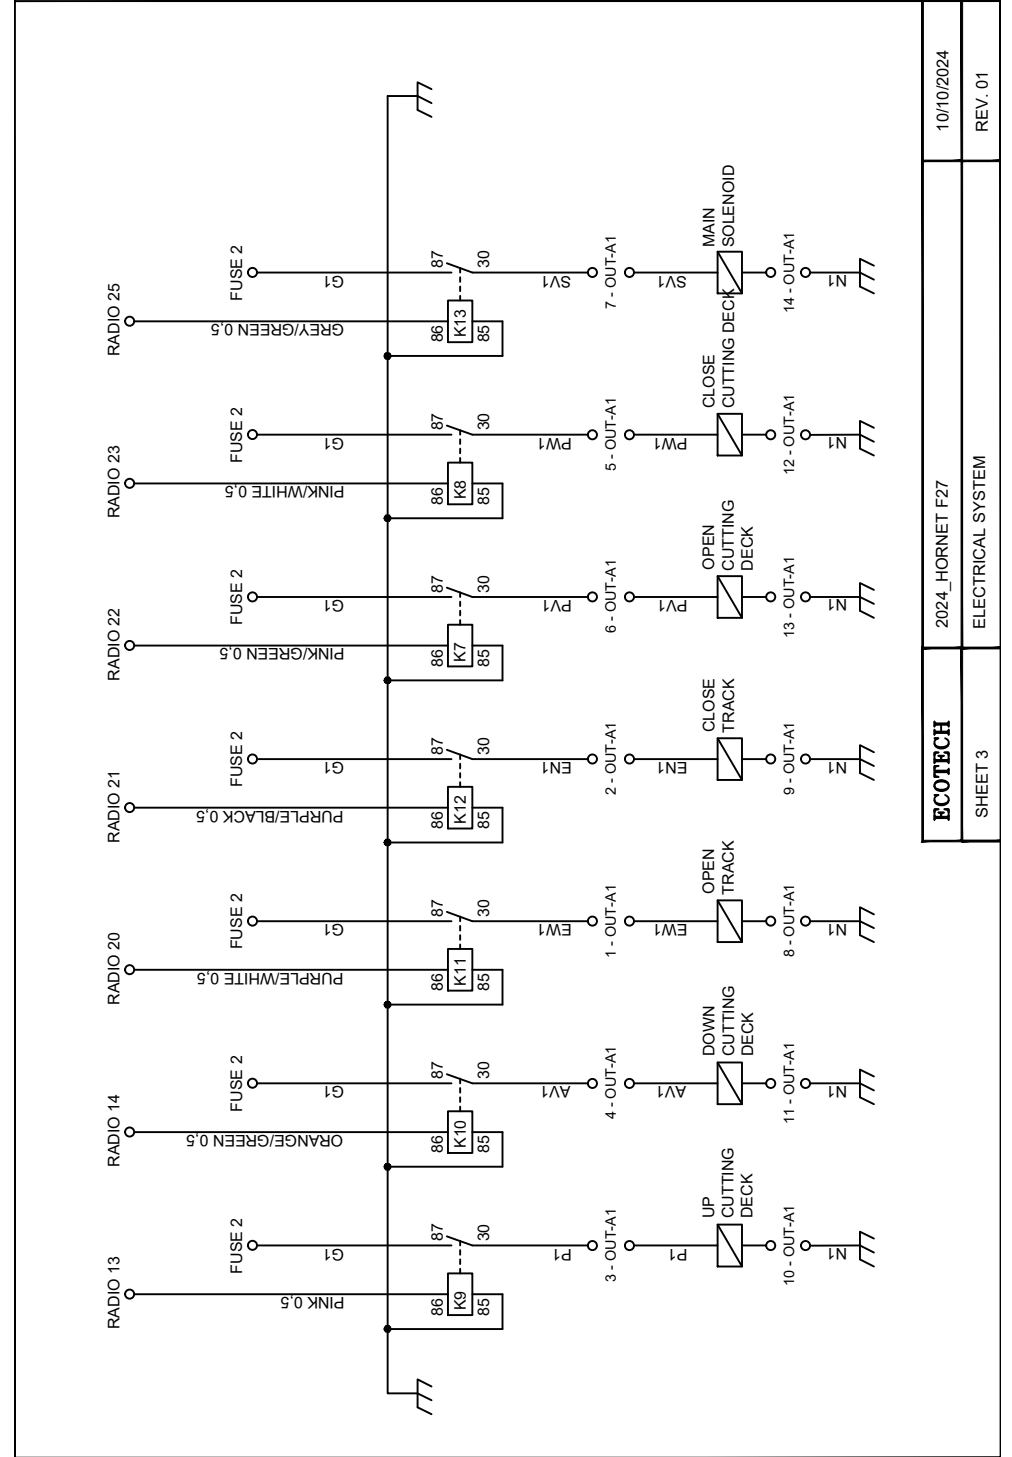 RADIO 13
PINK 0,5
FUSE 2
G1
86
K9
85
87
30
P1
3 - OUT-A1
P1
UP
CUTTING
DECK
10 - OUT-A1
N1
RADIO 14
ORANGE/GREEN 0,5
FUSE 2
G1
86
K10
85
87
30
AV1
4 - OUT-A1
AV1
DOWN
CUTTING
DECK
11 - OUT-A1
N1
RADIO 20
PURPLE/WHITE 0,5
FUSE 2
G1
86
K11
85
87
30
EW1
1 - OUT-A1
EW1
OPEN
TRACK
8 - OUT-A1
N1
RADIO 21
PURPLE/BLACK 0,5
FUSE 2
G1
86
K12
85
87
30
EN1
2 - OUT-A1
EN1
CLOSE
TRACK
9 - OUT-A1
N1
RADIO 22
PINK/GREEN 0,5
FUSE 2
G1
86
K7
85
87
30
PV1
6 - OUT-A1
PV1
OPEN
CUTTING
DECK
13 - OUT-A1
N1
RADIO 23
PINK/WHITE 0,5
FUSE 2
G1
86
K8
85
87
30
PW1
5 - OUT-A1
PW1
CLOSE
CUTTING DECK
12 - OUT-A1
N1
RADIO 25
GREY/GREEN 0,5
FUSE 2
G1
86
K13
85
87
30
SV1
7 - OUT-A1
SV1
MAIN
SOLENOID
14 - OUT-A1
N1
ECOTECH
2024_HORNET F27
10/10/2024
SHEET 3
ELECTRICAL SYSTEM
REV. 01